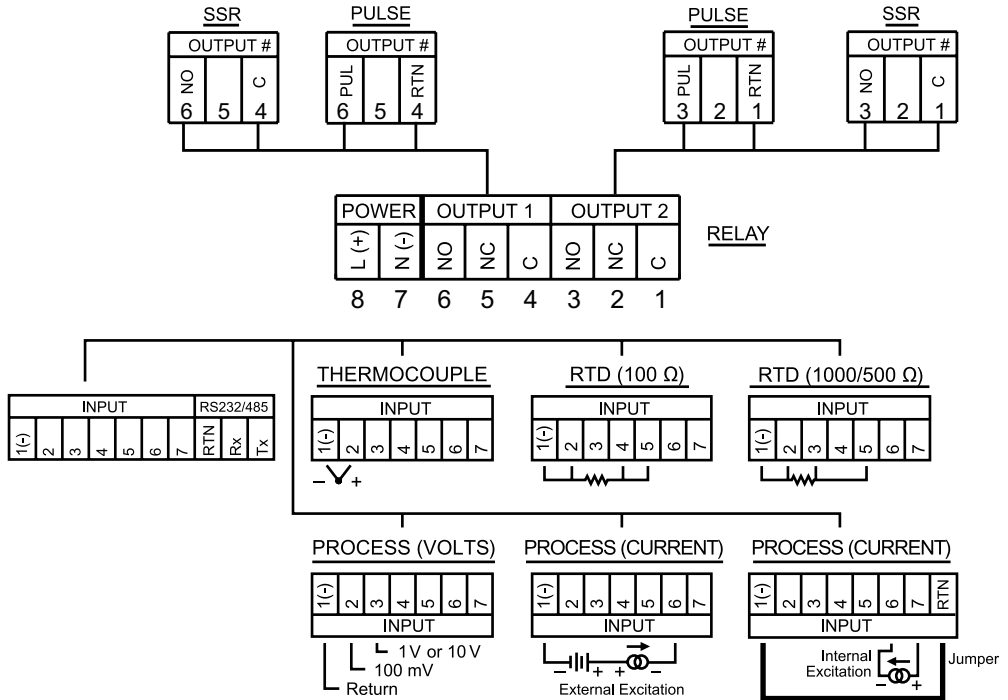 SSR PULSE PULSE SSR
OUTPUT # OUTPUT # OUTPUT # OUTPUT #
NO C PUL RTN PUL RTN NO C
6 5 4 6 5 4 3 2 1 3 2 1
POWER OUTPUT 1 OUTPUT 2
RELAY
L (+) N (-) NO NC C NO NC C
8 7 6 5 4 3 2 1
THERMOCOUPLE RTD (100 Ω) RTD (1000/500 Ω)
INPUT RS232/485 INPUT INPUT INPUT
1(-) 2 3 4 5 6 7 RTN Rx Tx 1(-) 2 3 4 5 6 7 1(-) 2 3 4 5 6 7 1(-) 2 3 4 5 6 7
– +
PROCESS (VOLTS) PROCESS (CURRENT) PROCESS (CURRENT)
1(-) 2 3 4 5 6 7 1(-) 2 3 4 5 6 7 1(-) 2 3 4 5 6 7 RTN
INPUT INPUT INPUT
1V or 10 V – + + – Internal Jumper
100 mV Excitation – +
Return External Excitation